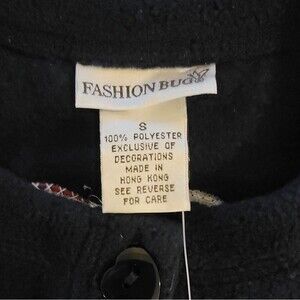 FASHION BUG
S
100% POLYESTER
EXCLUSIVE OF
DECORATIONS
MADE IN
HONG KONG
SEE REVERSE
FOR CARE